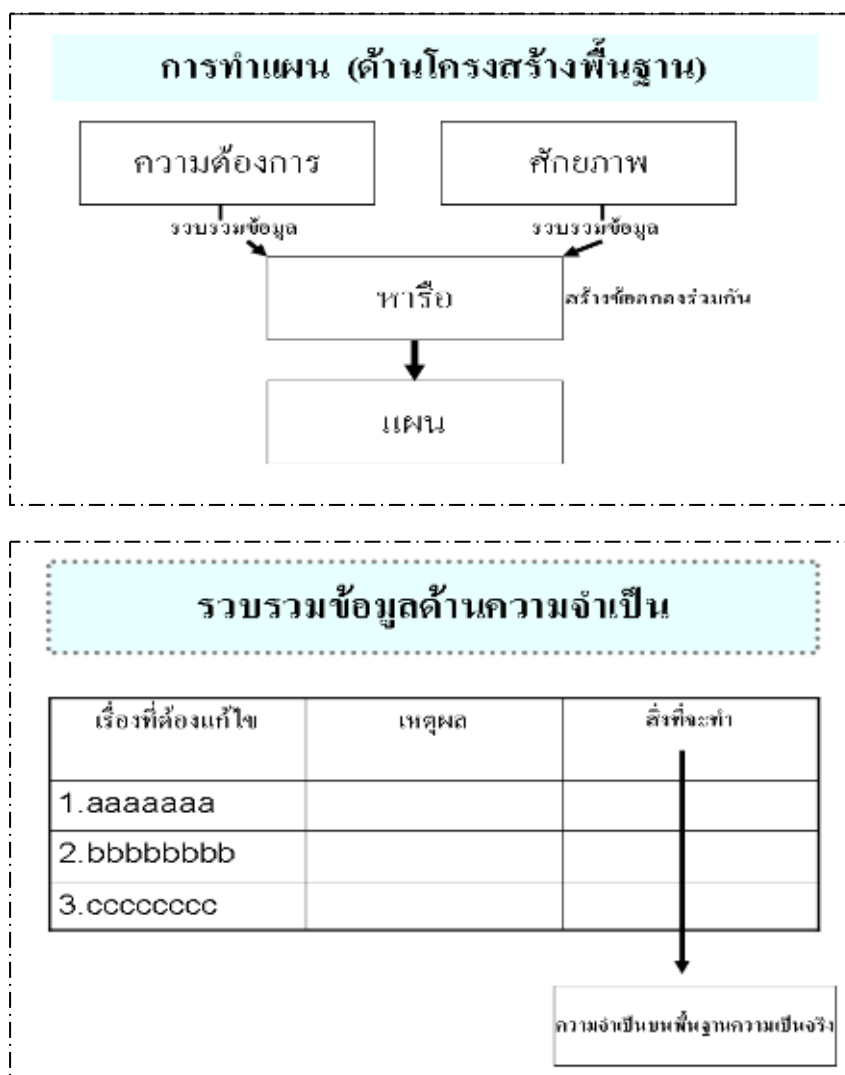 การทำแผน (ด้านโครงสร้างพื้นฐาน)
ความต้องการ ศักยภาพ
รวบรวมข้อมูล รวบรวมข้อมูล
หารือ สร้างข้อตกลงร่วมกัน
แผน
รวบรวมข้อมูลด้านความจำเป็น
เรื่องที่ต้องแก้ไข เหตุผล สิ่งที่จะทำ
1.aaaaaaa
2.bbbbbbbb
3.cccccccc
ความจำเป็นบนพื้นฐานความเป็นจริง